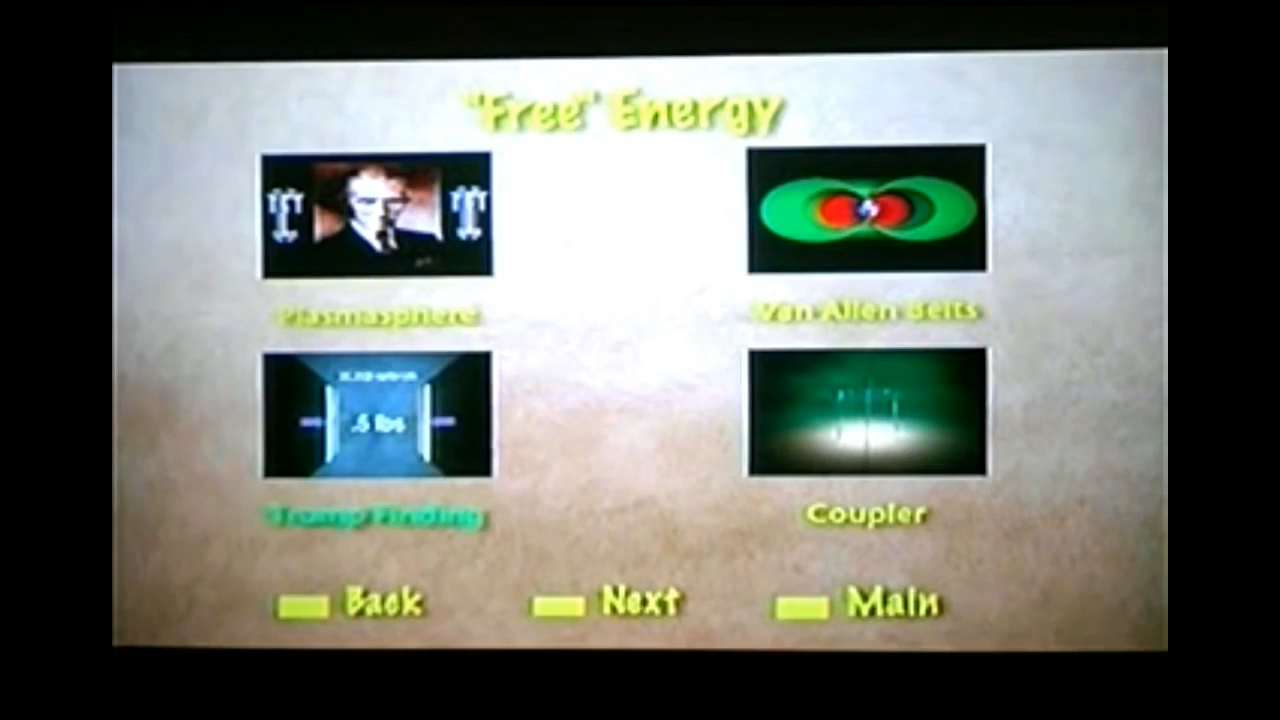 "Free" Energy
Plasmasphere
Van Allen Belts
.5 lbs
"Trump" Finding
Coupler
Back
Next
Main